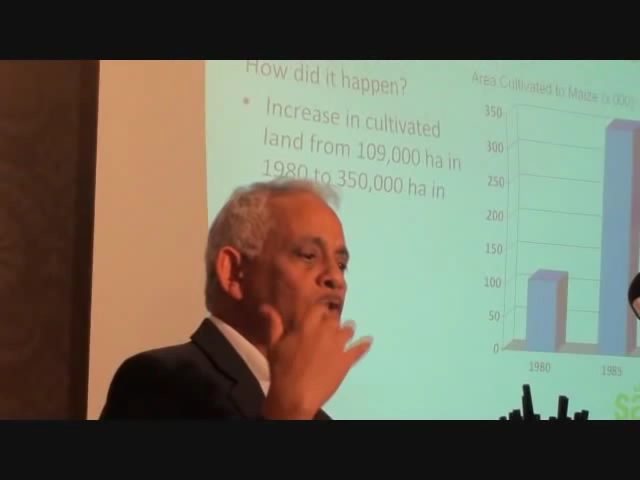 How did it happen?
• Increase in cultivated
land from 109,000 ha in
1980 to 350,000 ha in
Area Cultivated to Maize (x 000)
350
300
250
200
150
100
50
0
1980
1985